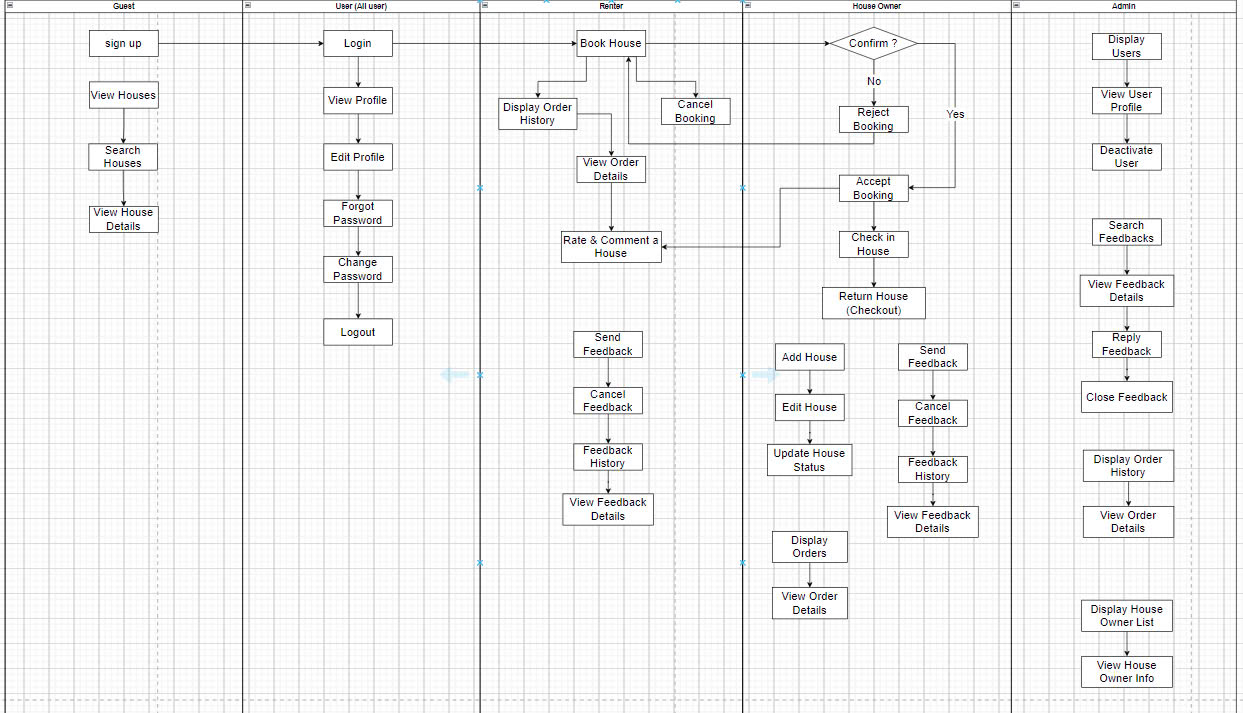 Guest
User (All user)
Renter
House Owner
Admin
sign up
View Houses
Search
Houses
View House
Details
Login
View Profile
Edit Profile
Forgot
Password
Change
Password
Logout
Book House
Display Order
History
Cancel
Booking
View Order
Details
Rate & Comment a
House
Send
Feedback
Cancel
Feedback
Feedback
History
View Feedback
Details
Confirm ?
No
Yes
Reject
Booking
Accept
Booking
Check in
House
Return House
(Checkout)
Add House
Edit House
Update House
Status
Send
Feedback
Cancel
Feedback
Feedback
History
View Feedback
Details
Display
Orders
View Order
Details
Display
Users
View User
Profile
Deactivate
User
Search
Feedbacks
View Feedback
Details
Reply
Feedback
Close Feedback
Display Order
History
View Order
Details
Display House
Owner List
View House
Owner Info